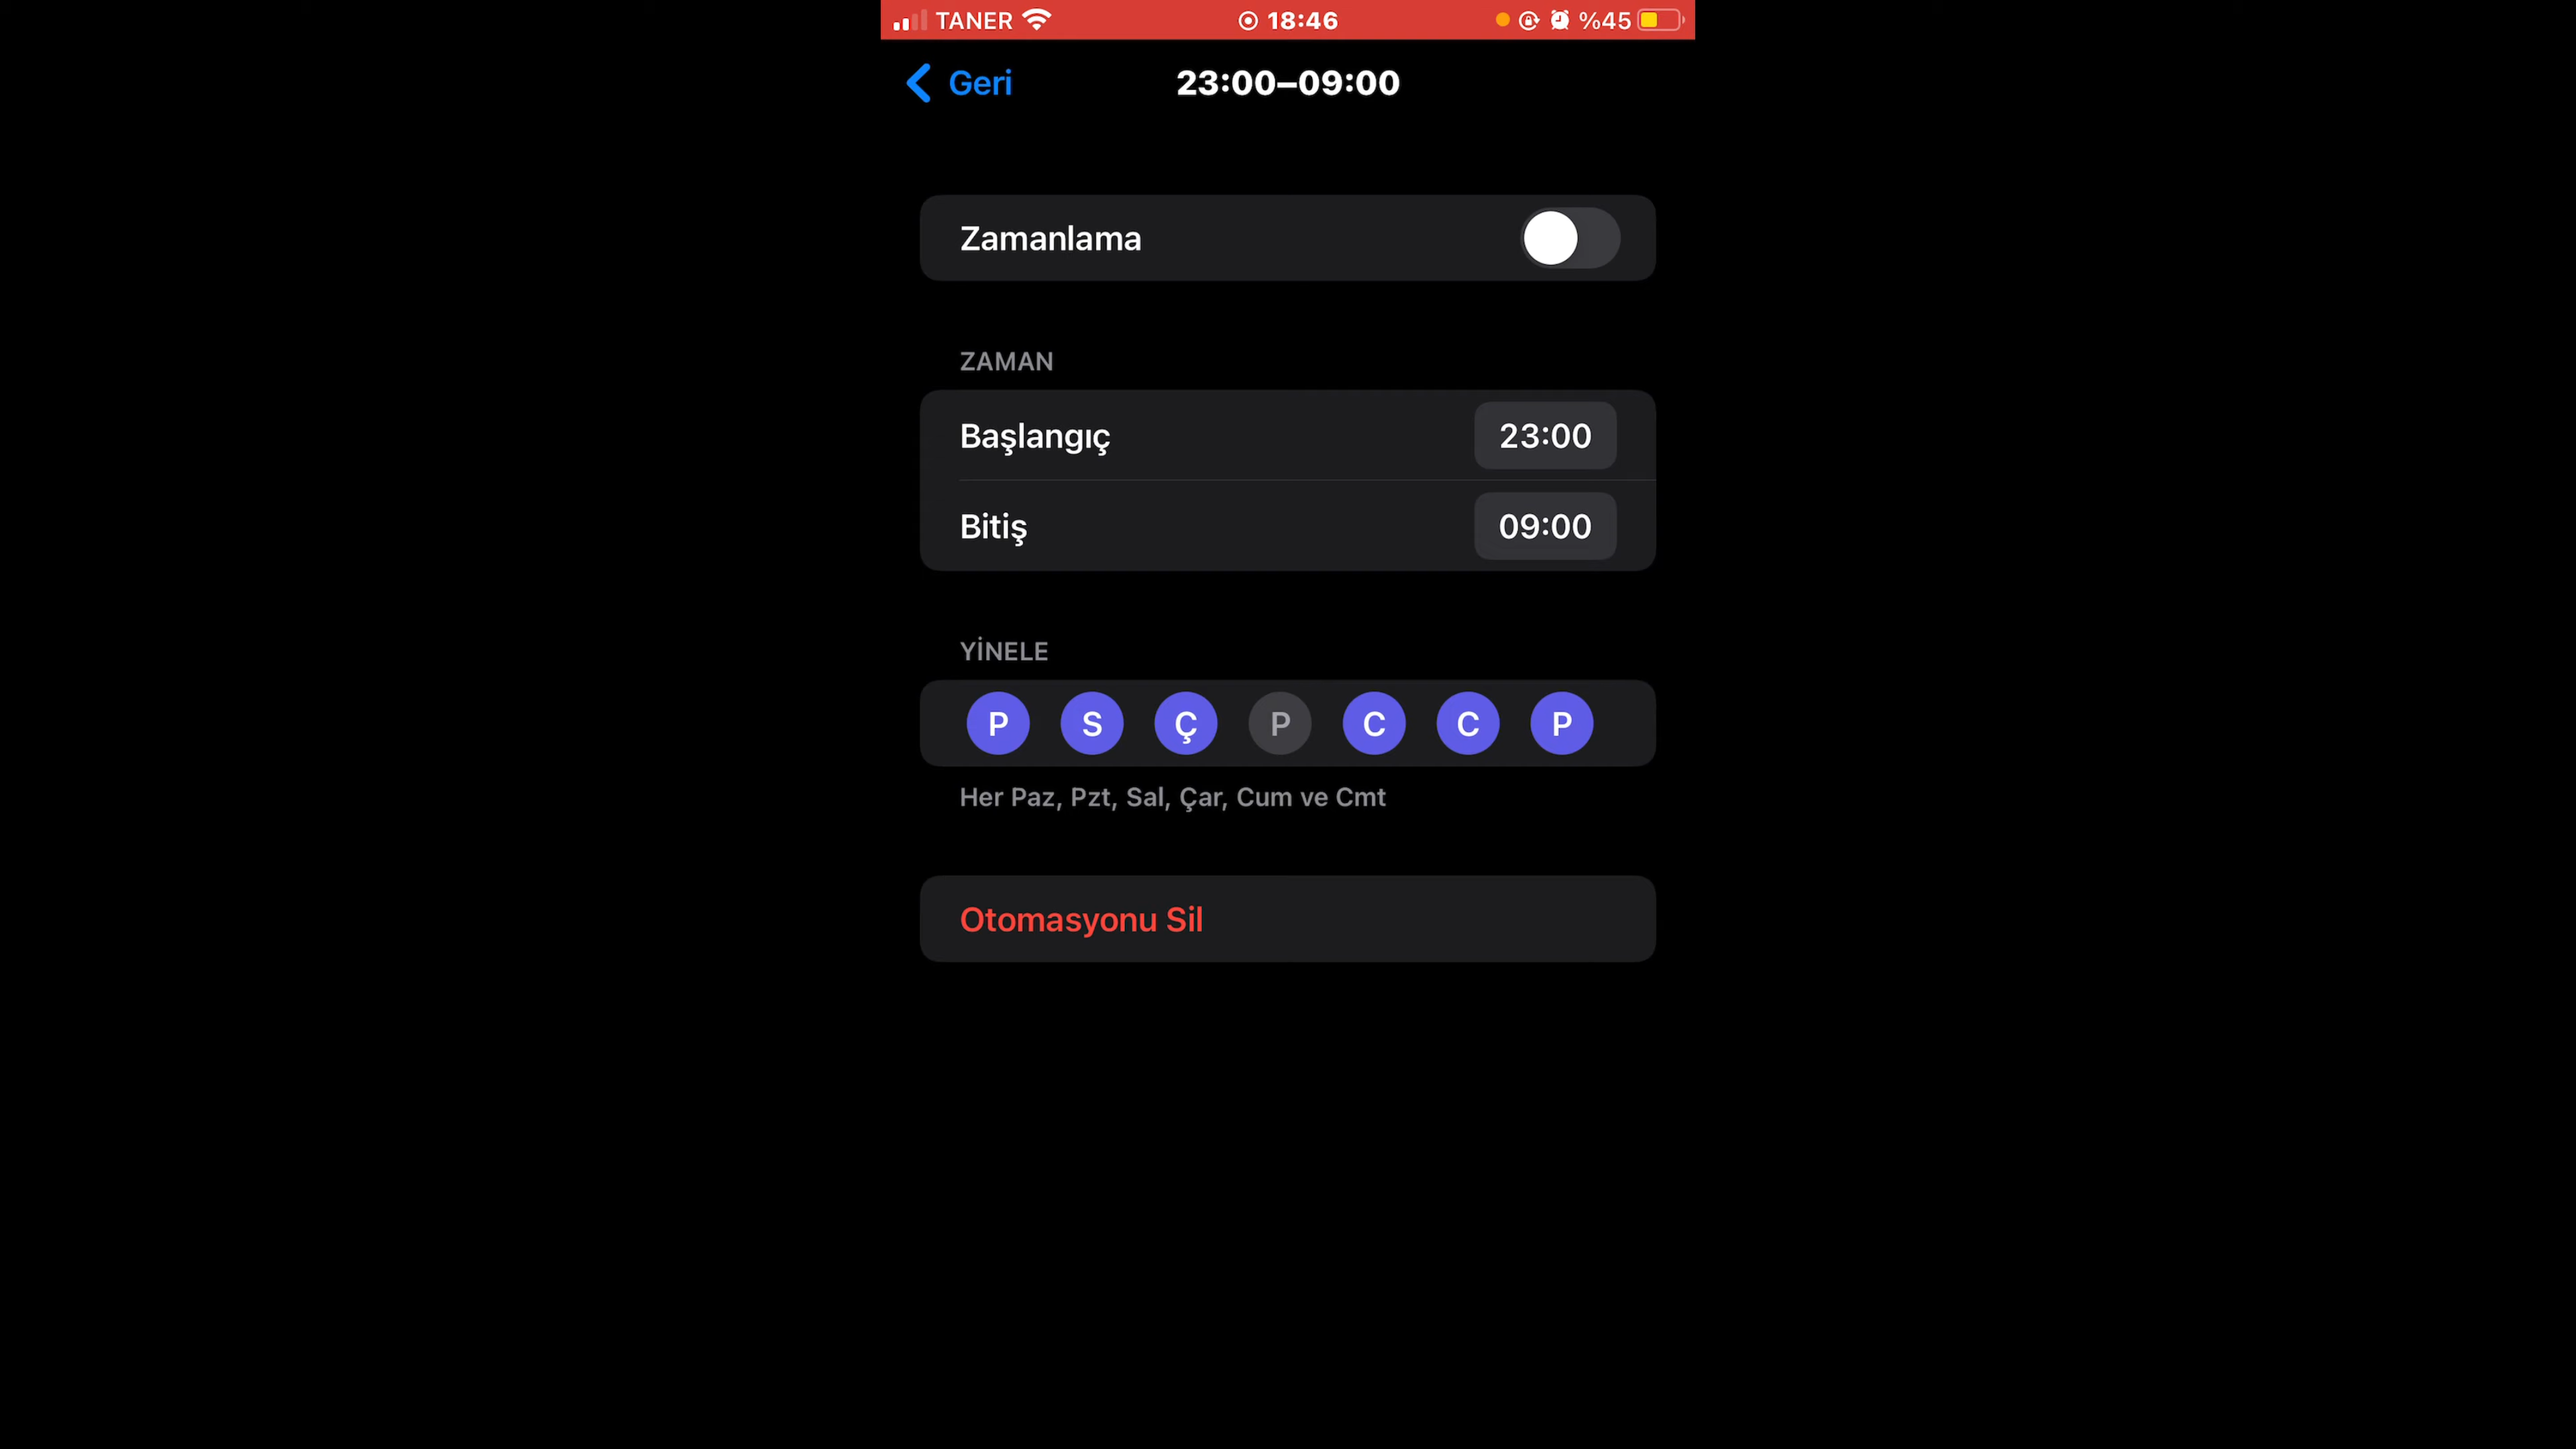 TANER 18:46 %45
Geri 23:00–09:00
Zamanlama
ZAMAN
Başlangıç 23:00
Bitiş 09:00
YİNELE
P S Ç P C C P
Her Paz, Pzt, Sal, Çar, Cum ve Cmt
Otomasyonu Sil